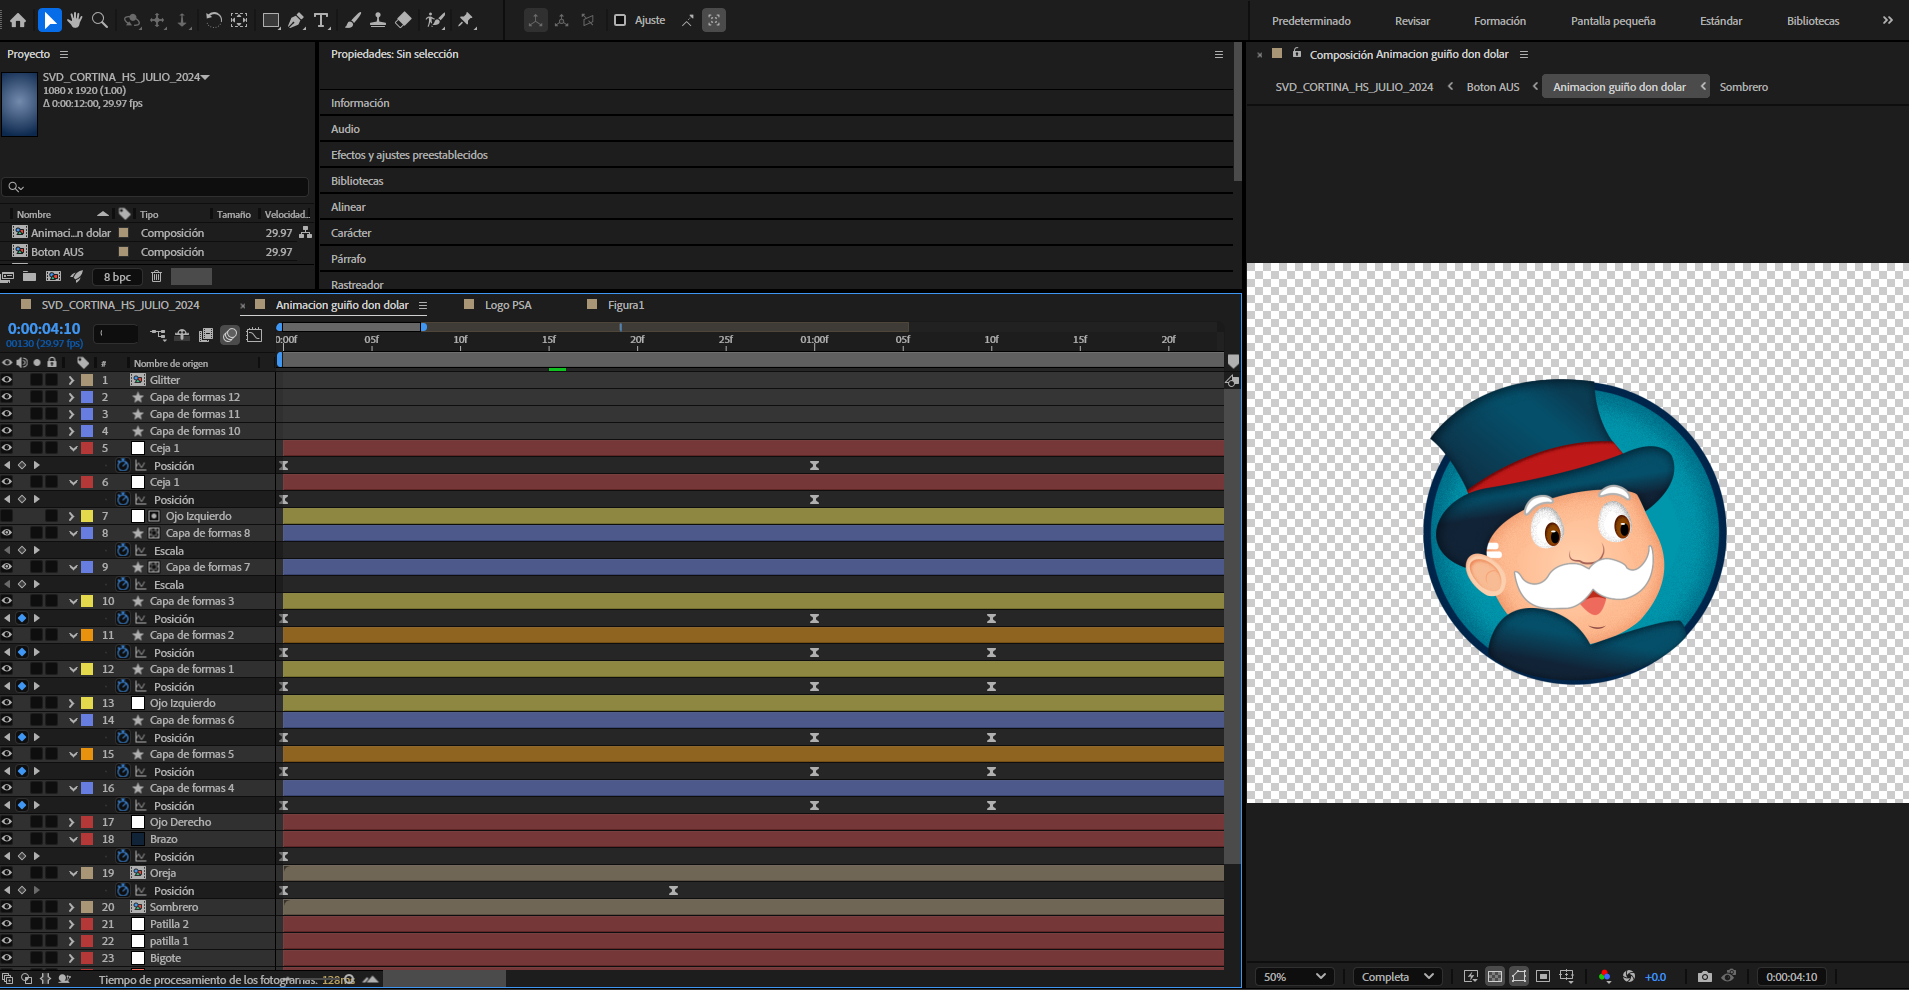 Ajuste
Predeterminado
Revisar
Formación
Pantalla pequeña
Estándar
Bibliotecas
Proyecto
SVD_CORTINA_HS_JULIO_2024
1080 x 1920 (1.00)
Δ 0:00:12:00, 29.97 fps
Nombre
Tipo
Tamaño
Velocidad...
Animaci...n dolar
Composición
29.97
Boton AUS
Composición
29.97
8 bpc
Propiedades: Sin selección
Información
Audio
Efectos y ajustes preestablecidos
Bibliotecas
Alinear
Carácter
Párrafo
Rastreador
Composición Animacion guiño don dolar
SVD_CORTINA_HS_JULIO_2024
Boton AUS
Animacion guiño don dolar
Sombrero
SVD_CORTINA_HS_JULIO_2024
Animacion guiño don dolar
Logo PSA
Figura1
0:00:04:10
00130 (29.97 fps)
0:00f 05f 10f 15f 20f 25f 01:00f 05f 10f 15f 20f
# Nombre de origen
1 Glitter
2 Capa de formas 12
3 Capa de formas 11
4 Capa de formas 10
5 Ceja 1
Posición
6 Ceja 1
Posición
7 Ojo Izquierdo
8 Capa de formas 8
Escala
9 Capa de formas 7
Escala
10 Capa de formas 3
Posición
11 Capa de formas 2
Posición
12 Capa de formas 1
Posición
13 Ojo Izquierdo
14 Capa de formas 6
Posición
15 Capa de formas 5
Posición
16 Capa de formas 4
Posición
17 Ojo Derecho
18 Brazo
Posición
19 Oreja
Posición
20 Sombrero
21 Patilla 2
22 patilla 1
23 Bigote
Tiempo de procesamiento de los fotogramas: 128ms
50%
Completa
+0.0
0:00:04:10